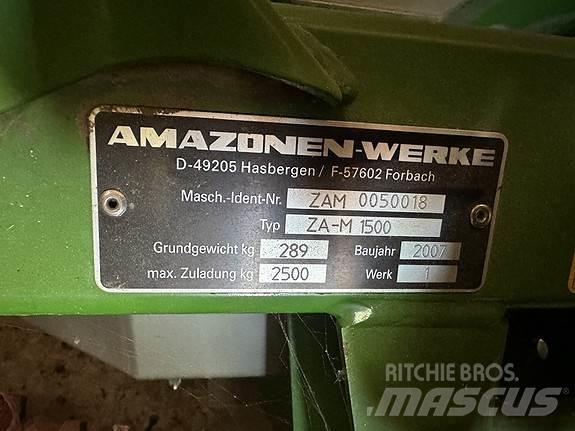 AMAZONEN-WERKE
D-49205 Hasbergen / F-57602 Forbach
Masch.-Ident-Nr. ZAM 0050018
Typ ZA-M 1500
Grundgewicht kg 289 Baujahr 2007
max. Zuladung kg 2500 Werk 1
RITCHIE BROS.
MASCUS